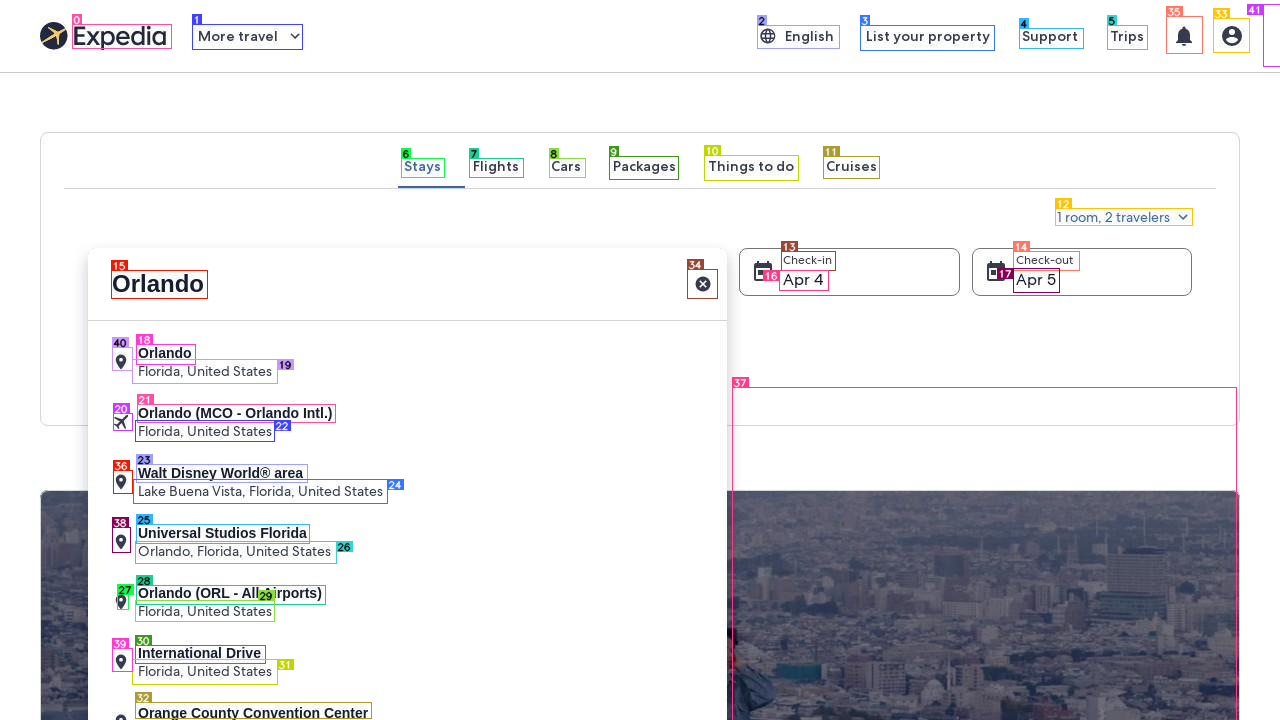 Expedia
More travel
English
List your property
Support
Trips
Stays
Flights
Cars
Packages
Things to do
Cruises
1 room, 2 travelers
Orlando
Check-in
Apr 4
Check-out
Apr 5
Orlando
Florida, United States
Orlando (MCO - Orlando Intl.)
Florida, United States
Walt Disney World® area
Lake Buena Vista, Florida, United States
Universal Studios Florida
Orlando, Florida, United States
Orlando (ORL - All Airports)
Florida, United States
International Drive
Florida, United States
Orange County Convention Center
0
1
2
3
4
5
35
33
41
6
7
8
9
10
11
12
13
14
15
34
16
17
40
18
19
37
20
21
22
23
36
24
38
25
26
27
28
29
39
30
31
32